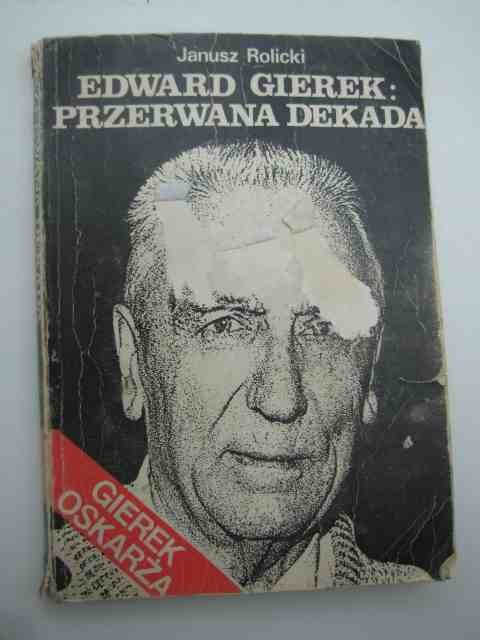 Janusz Rolicki
EDWARD GIEREK:
PRZERWANA DEKADA
GIEREK
OSKARŻA